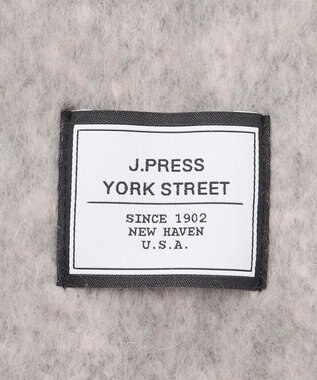 J.PRESS
YORK STREET
SINCE 1902
NEW HAVEN
U.S.A.